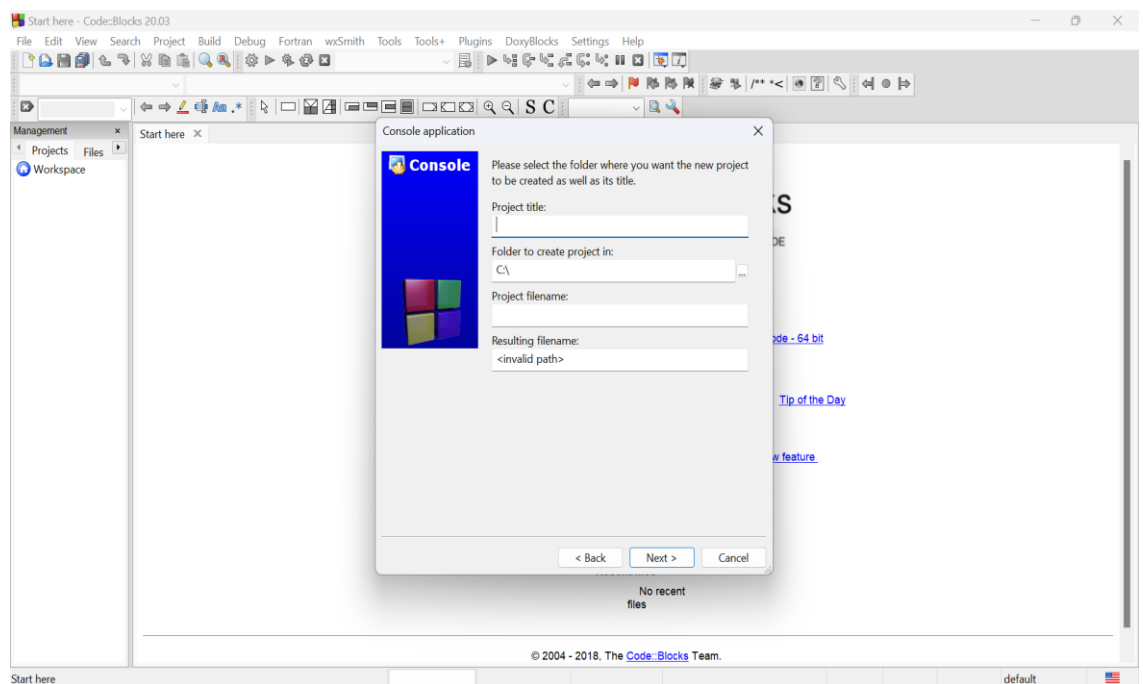 Start here - Code::Blocks 20.03
File Edit View Search Project Build Debug Fortran wxSmith Tools Tools+ Plugins DoxyBlocks Settings Help
/** *<
Aa .* S C
Management ×
Projects Files
Workspace
Start here ×
Console application
Console
Please select the folder where you want the new project
to be created as well as its title.
Project title:
Folder to create project in:
C:\
...
Project filename:
Resulting filename:
<invalid path>
< Back Next > Cancel
- 64 bit
Tip of the Day
feature
No recent
files
© 2004 - 2018, The Code::Blocks Team.
Start here default